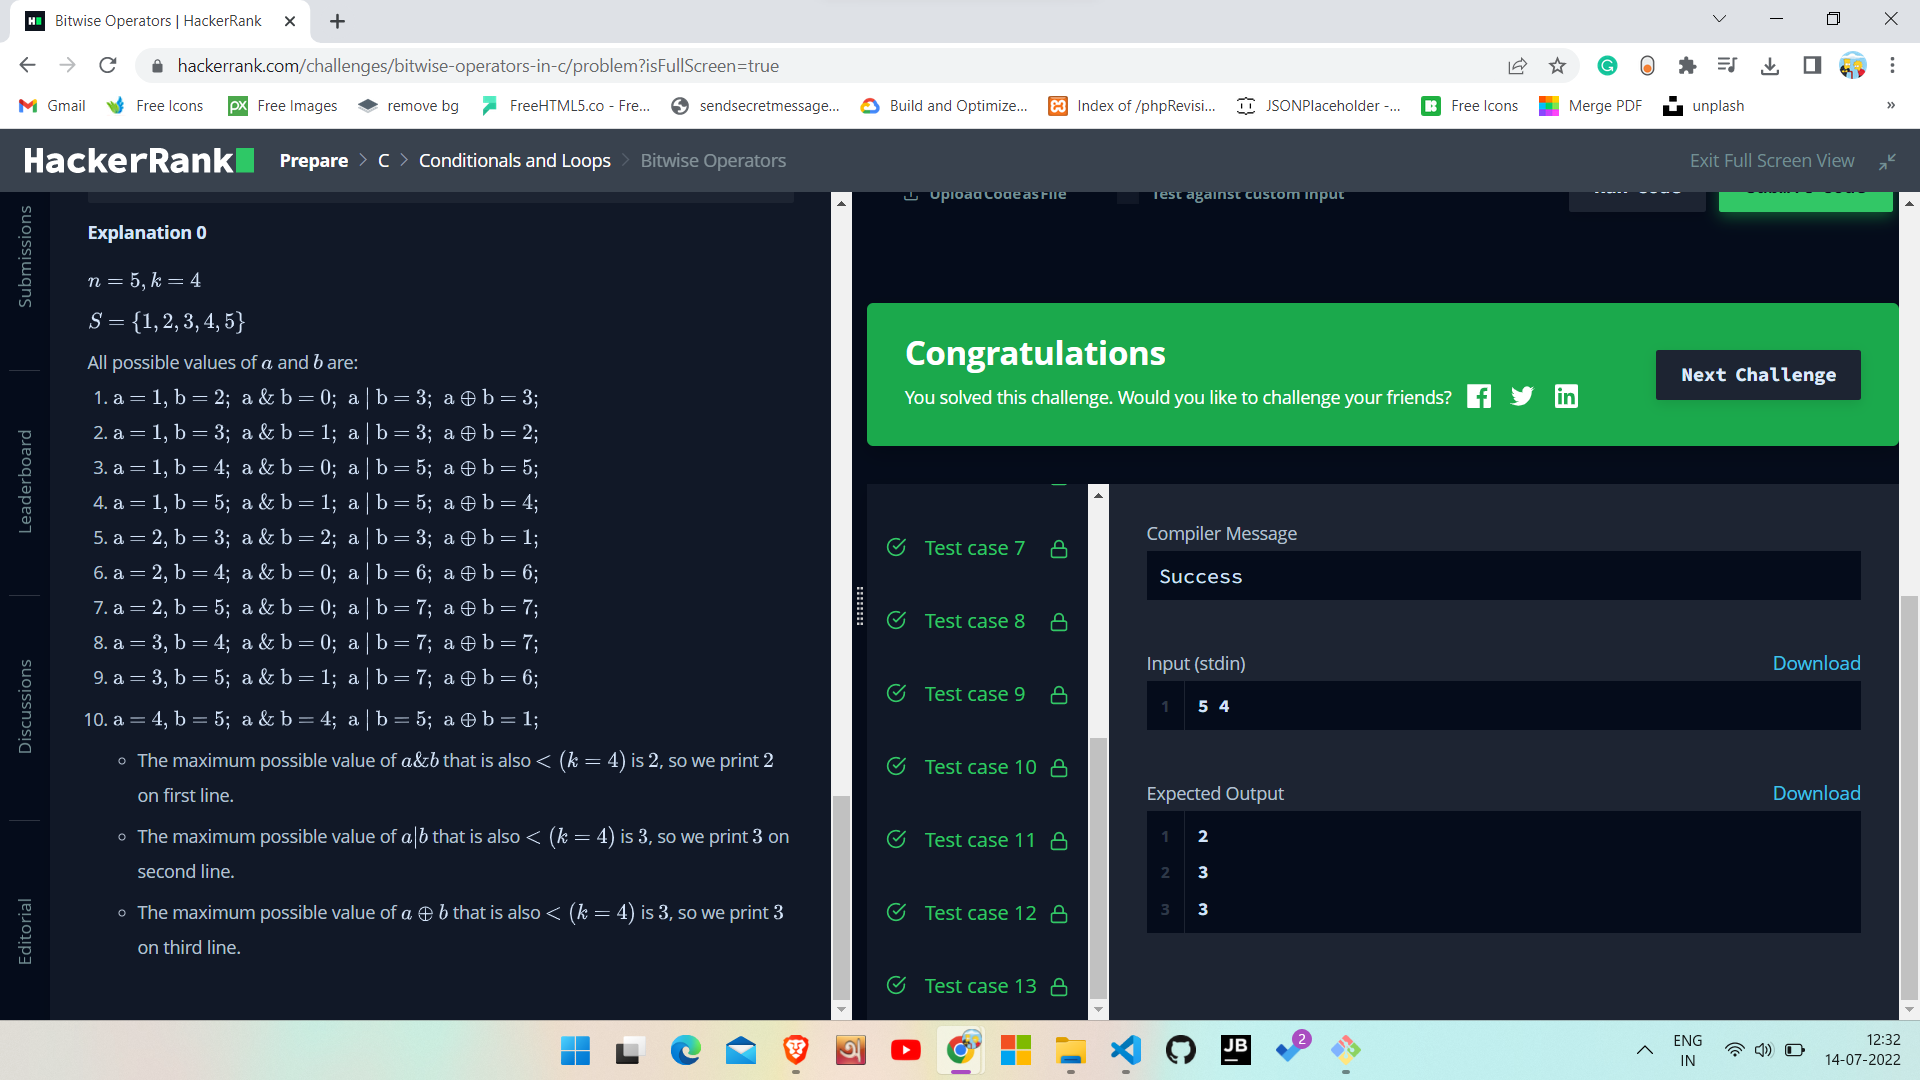 Bitwise Operators | HackerRank
hackerrank.com/challenges/bitwise-operators-in-c/problem?isFullScreen=true
Gmail Free Icons Free Images remove bg FreeHTML5.co - Fre... sendsecretmessage... Build and Optimize... Index of /phpRevisi... JSONPlaceholder -... Free Icons Merge PDF unplash »
HackerRank Prepare > C > Conditionals and Loops > Bitwise Operators Exit Full Screen View
Submissions
Leaderboard
Discussions
Editorial
Explanation 0
n = 5, k = 4
S = {1, 2, 3, 4, 5}
All possible values of a and b are:
1. a = 1, b = 2; a & b = 0; a | b = 3; a ⊕ b = 3;
2. a = 1, b = 3; a & b = 1; a | b = 3; a ⊕ b = 2;
3. a = 1, b = 4; a & b = 0; a | b = 5; a ⊕ b = 5;
4. a = 1, b = 5; a & b = 1; a | b = 5; a ⊕ b = 4;
5. a = 2, b = 3; a & b = 2; a | b = 3; a ⊕ b = 1;
6. a = 2, b = 4; a & b = 0; a | b = 6; a ⊕ b = 6;
7. a = 2, b = 5; a & b = 0; a | b = 7; a ⊕ b = 7;
8. a = 3, b = 4; a & b = 0; a | b = 7; a ⊕ b = 7;
9. a = 3, b = 5; a & b = 1; a | b = 7; a ⊕ b = 6;
10. a = 4, b = 5; a & b = 4; a | b = 5; a ⊕ b = 1;
The maximum possible value of a&b that is also < (k = 4) is 2, so we print 2
on first line.
The maximum possible value of a|b that is also < (k = 4) is 3, so we print 3 on
second line.
The maximum possible value of a ⊕ b that is also < (k = 4) is 3, so we print 3
on third line.
Upload Code as File Test against custom input Run Code Submit Code
Congratulations
You solved this challenge. Would you like to challenge your friends?
Next Challenge
Test case 7
Test case 8
Test case 9
Test case 10
Test case 11
Test case 12
Test case 13
Compiler Message
Success
Input (stdin) Download
1 5 4
Expected Output Download
1 2
2 3
3 3
JB
2
ENG
IN
12:32
14-07-2022